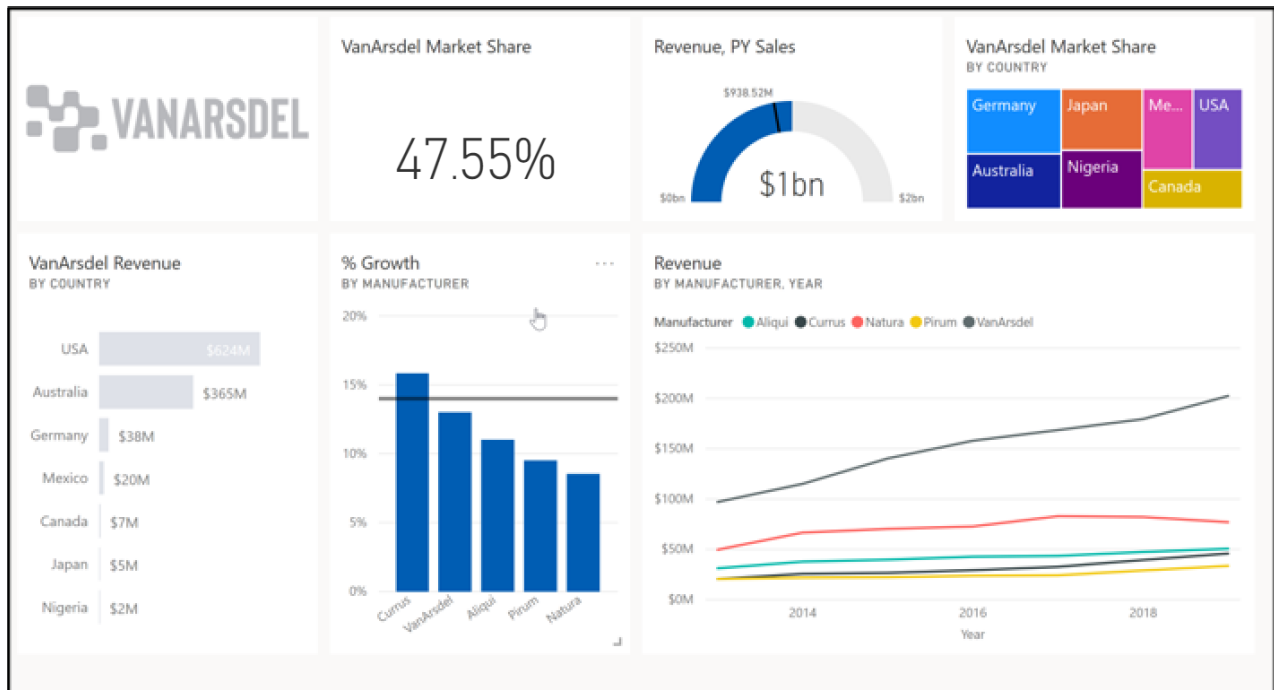 VANARSDEL
VanArsdel Market Share
47.55%
Revenue, PY Sales
$938.52M
$1bn
$0bn
$2bn
VanArsdel Market Share
BY COUNTRY
Germany
Japan
Me...
USA
Australia
Nigeria
Canada
VanArsdel Revenue
BY COUNTRY
USA $624M
Australia $365M
Germany $38M
Mexico $20M
Canada $7M
Japan $5M
Nigeria $2M
% Growth
BY MANUFACTURER
...
20%
15%
10%
5%
0%
Currus
VanArsdel
Aliqui
Pirum
Natura
Revenue
BY MANUFACTURER, YEAR
Manufacturer Aliqui Currus Natura Pirum VanArsdel
$250M
$200M
$150M
$100M
$50M
$0M
2014 2016 2018
Year